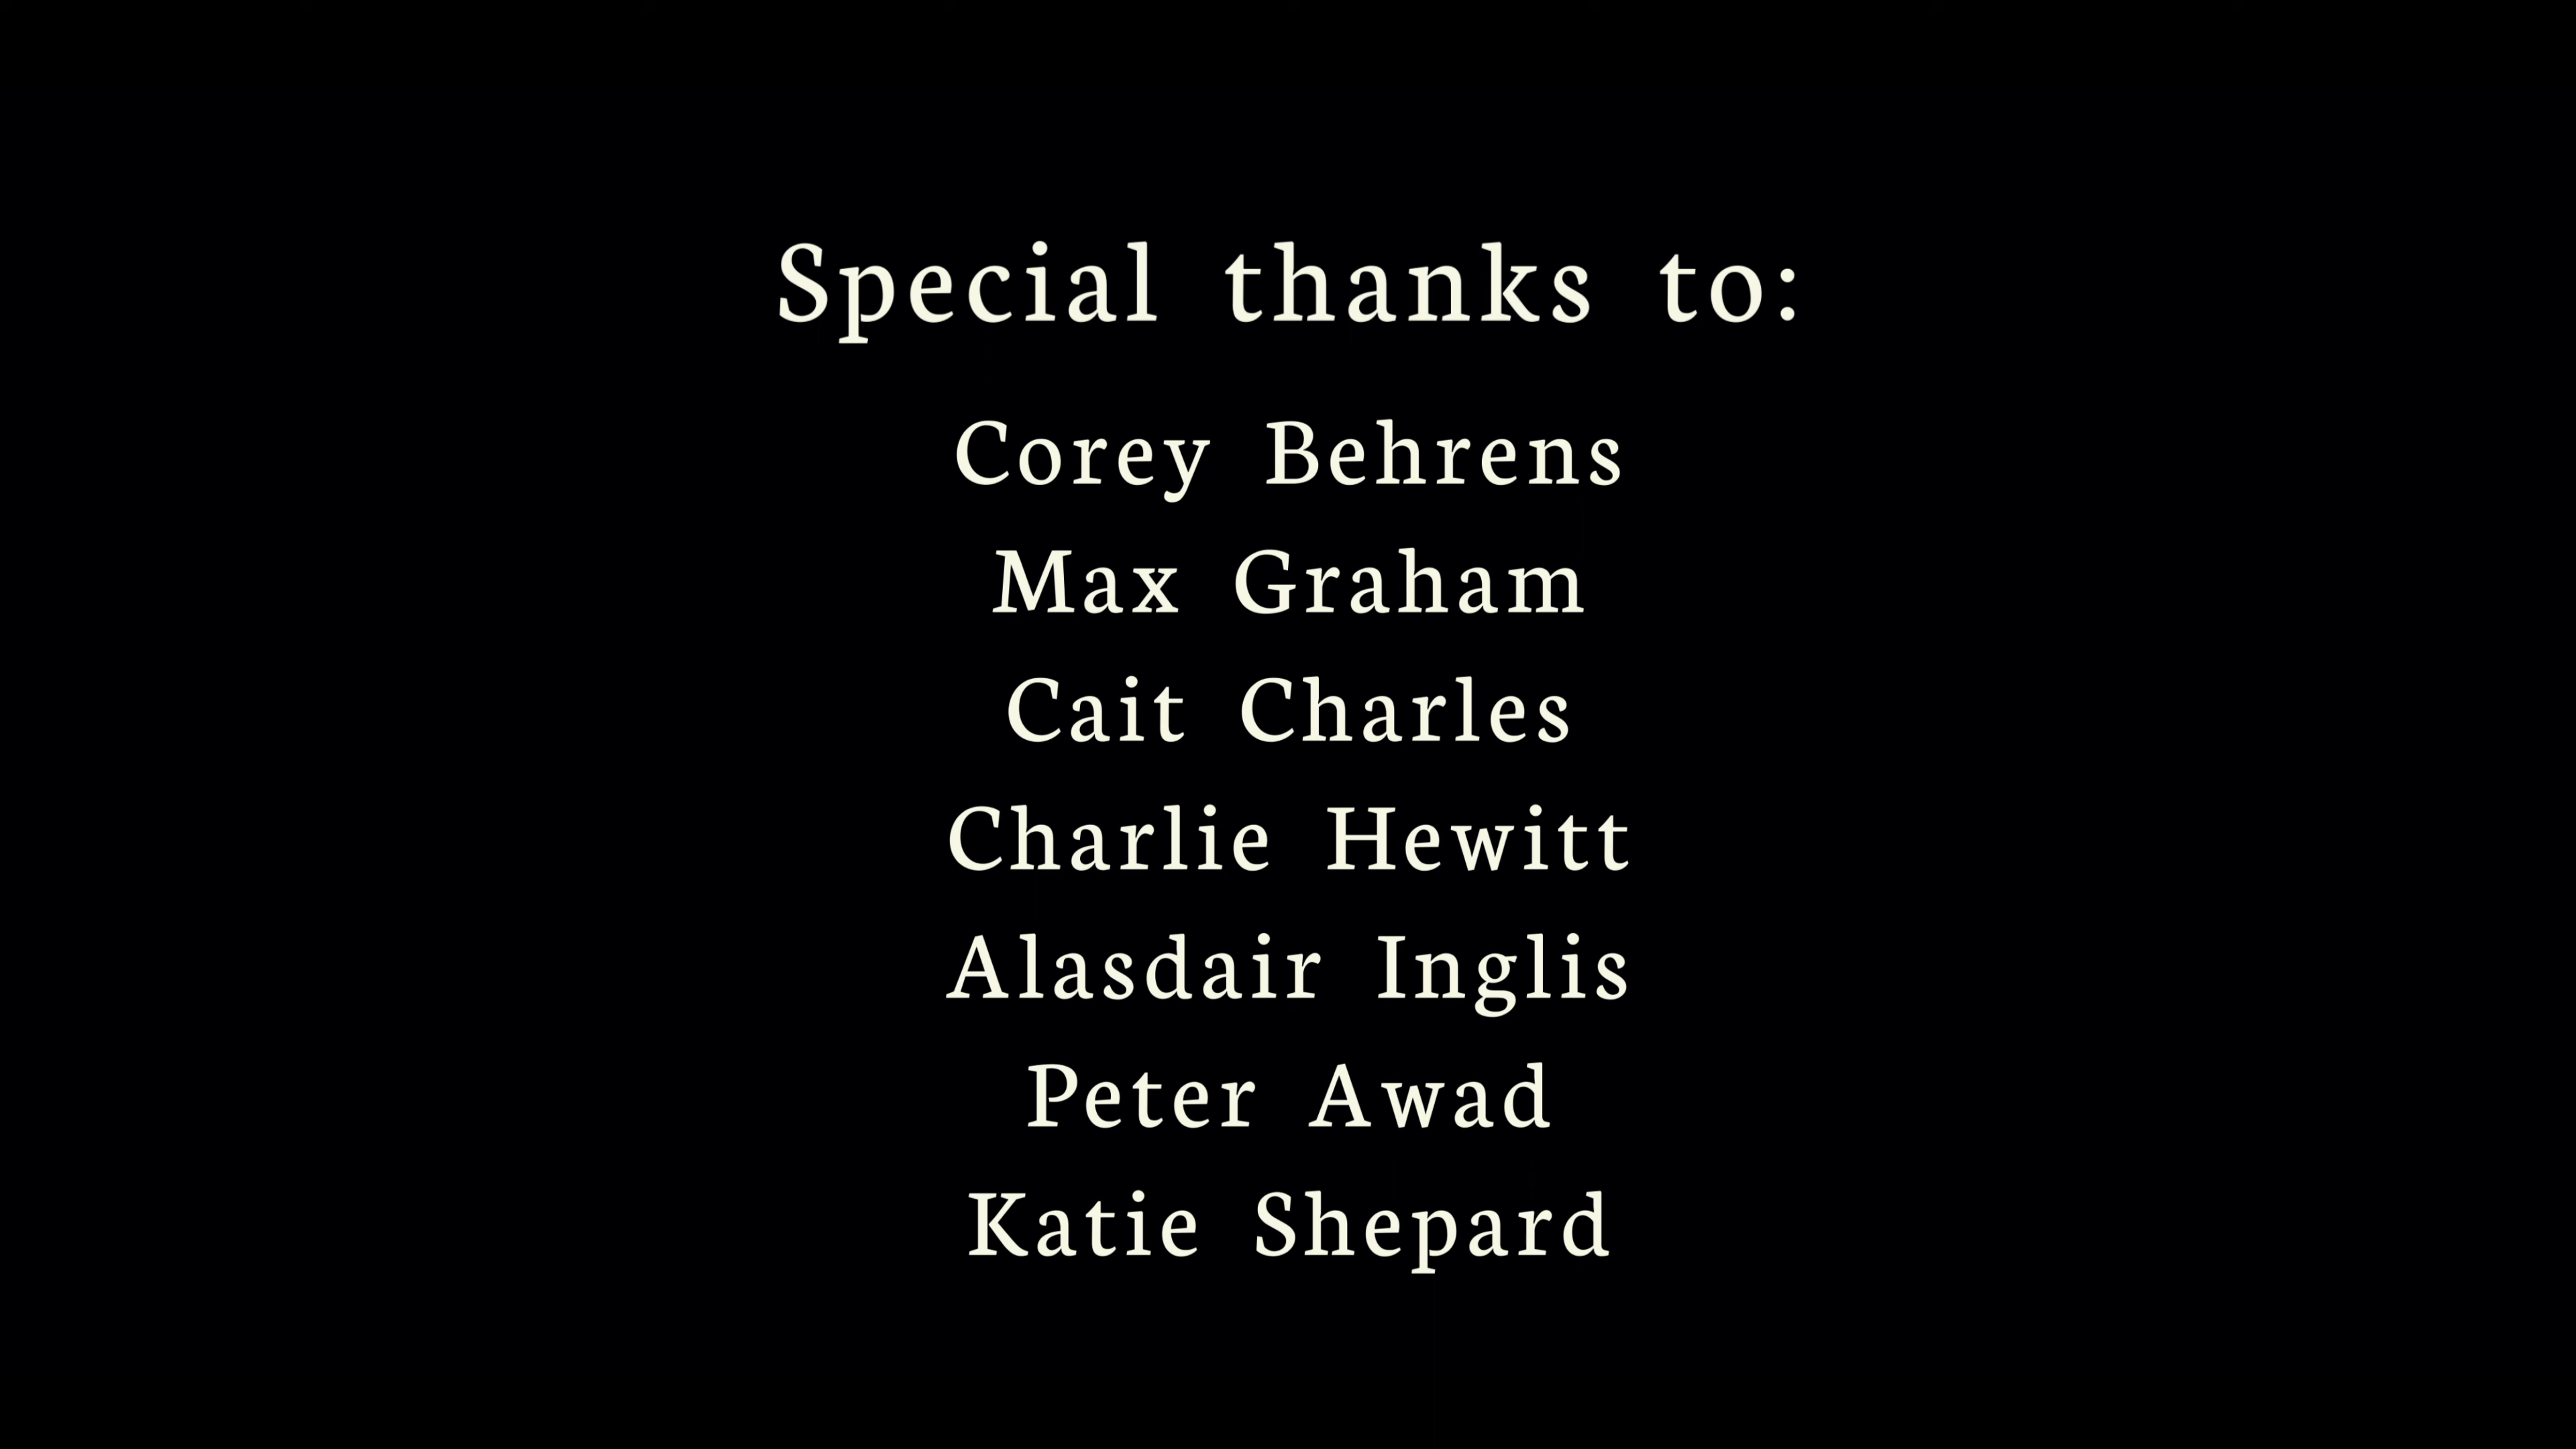 Special thanks to:
Corey Behrens
Max Graham
Cait Charles
Charlie Hewitt
Alasdair Inglis
Peter Awad
Katie Shepard